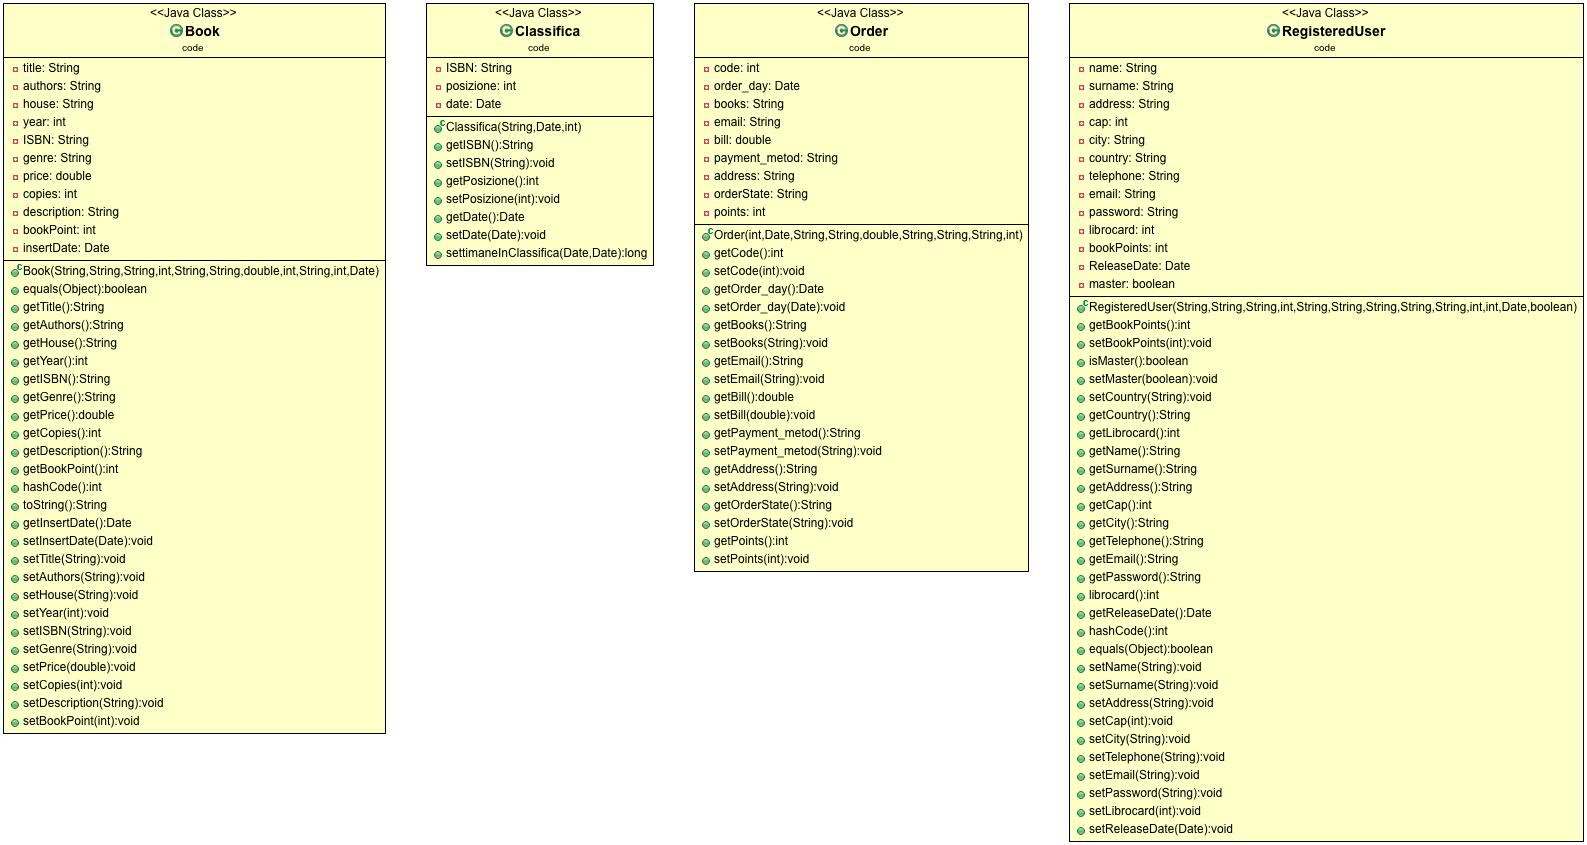 <<Java Class>>
Book
code
title: String
authors: String
house: String
year: int
ISBN: String
genre: String
price: double
copies: int
description: String
bookPoint: int
insertDate: Date
Book(String,String,String,int,String,String,double,int,String,int,Date)
equals(Object):boolean
getTitle():String
getAuthors():String
getHouse():String
getYear():int
getISBN():String
getGenre():String
getPrice():double
getCopies():int
getDescription():String
getBookPoint():int
hashCode():int
toString():String
getInsertDate():Date
setInsertDate(Date):void
setTitle(String):void
setAuthors(String):void
setHouse(String):void
setYear(int):void
setISBN(String):void
setGenre(String):void
setPrice(double):void
setCopies(int):void
setDescription(String):void
setBookPoint(int):void
<<Java Class>>
Classifica
code
ISBN: String
posizione: int
date: Date
Classifica(String,Date,int)
getISBN():String
setISBN(String):void
getPosizione():int
setPosizione(int):void
getDate():Date
setDate(Date):void
settimaneInClassifica(Date,Date):long
<<Java Class>>
Order
code
code: int
order_day: Date
books: String
email: String
bill: double
payment_metod: String
address: String
orderState: String
points: int
Order(int,Date,String,String,double,String,String,String,int)
getCode():int
setCode(int):void
getOrder_day():Date
setOrder_day(Date):void
getBooks():String
setBooks(String):void
getEmail():String
setEmail(String):void
getBill():double
setBill(double):void
getPayment_metod():String
setPayment_metod(String):void
getAddress():String
setAddress(String):void
getOrderState():String
setOrderState(String):void
getPoints():int
setPoints(int):void
<<Java Class>>
RegisteredUser
code
name: String
surname: String
address: String
cap: int
city: String
country: String
telephone: String
email: String
password: String
librocard: int
bookPoints: int
ReleaseDate: Date
master: boolean
RegisteredUser(String,String,String,int,String,String,String,String,String,int,int,Date,boolean)
getBookPoints():int
setBookPoints(int):void
isMaster():boolean
setMaster(boolean):void
setCountry(String):void
getCountry():String
getLibrocard():int
getName():String
getSurname():String
getAddress():String
getCap():int
getCity():String
getTelephone():String
getEmail():String
getPassword():String
librocard():int
getReleaseDate():Date
hashCode():int
equals(Object):boolean
setName(String):void
setSurname(String):void
setAddress(String):void
setCap(int):void
setCity(String):void
setTelephone(String):void
setEmail(String):void
setPassword(String):void
setLibrocard(int):void
setReleaseDate(Date):void